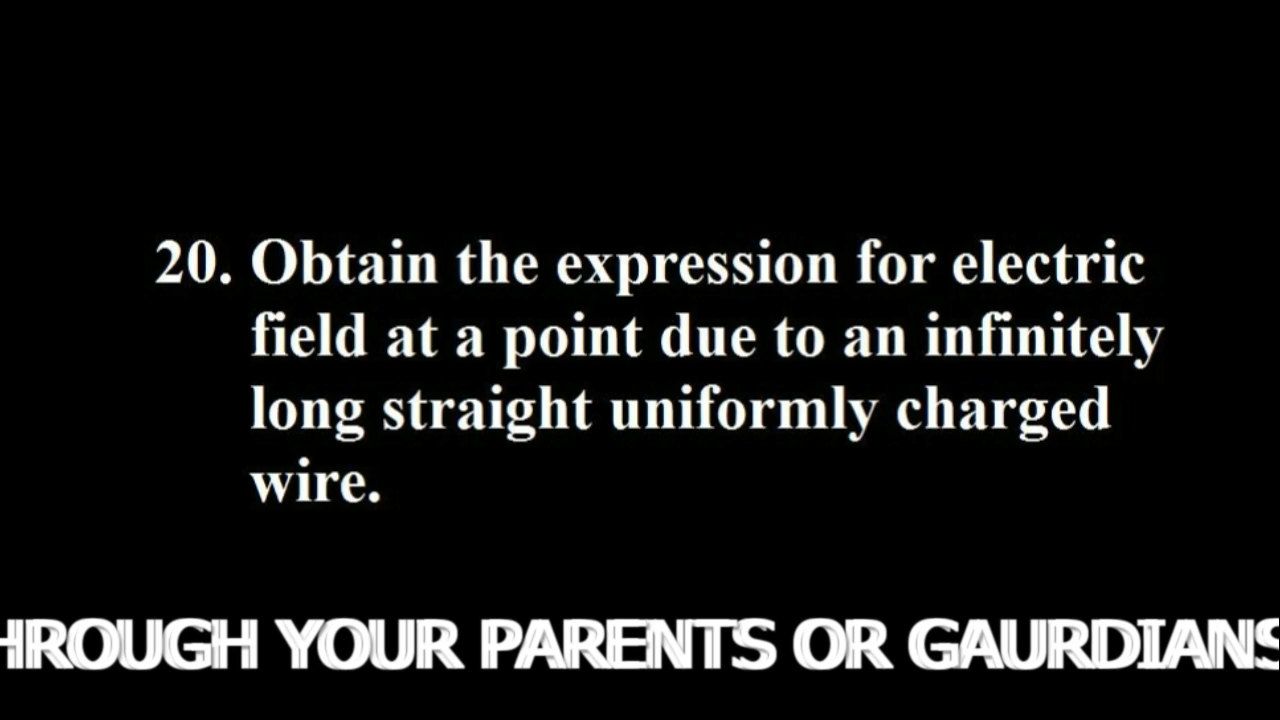 20. Obtain the expression for electric
field at a point due to an infinitely
long straight uniformly charged
wire.
HROUGH YOUR PARENTS OR GAURDIANS